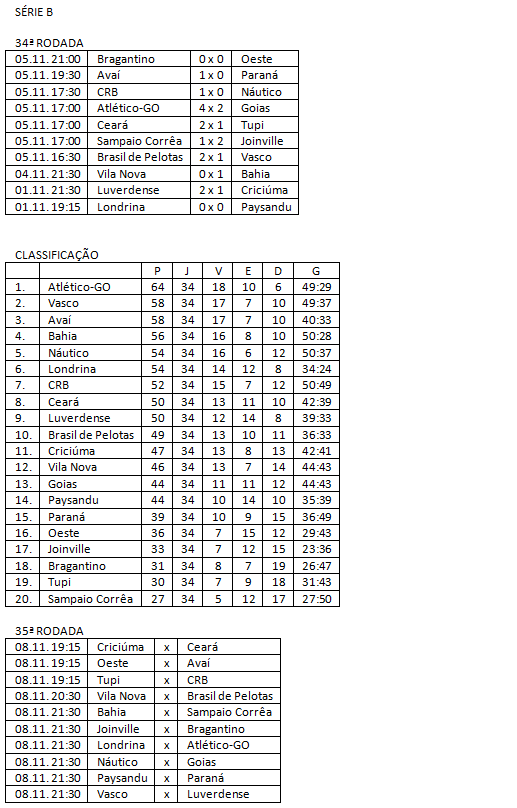 SÉRIE B
34ª RODADA
05.11. 21:00 Bragantino 0 x 0 Oeste
05.11. 19:30 Avaí 1 x 0 Paraná
05.11. 17:30 CRB 1 x 0 Náutico
05.11. 17:00 Atlético-GO 4 x 2 Goias
05.11. 17:00 Ceará 2 x 1 Tupi
05.11. 17:00 Sampaio Corrêa 1 x 2 Joinville
05.11. 16:30 Brasil de Pelotas 2 x 1 Vasco
04.11. 21:30 Vila Nova 0 x 1 Bahia
01.11. 21:30 Luverdense 2 x 1 Criciúma
01.11. 19:15 Londrina 0 x 0 Paysandu
CLASSIFICAÇÃO
P J V E D G
1. Atlético-GO 64 34 18 10 6 49:29
2. Vasco 58 34 17 7 10 49:37
3. Avaí 58 34 17 7 10 40:33
4. Bahia 56 34 16 8 10 50:28
5. Náutico 54 34 16 6 12 50:37
6. Londrina 54 34 14 12 8 34:24
7. CRB 52 34 15 7 12 50:49
8. Ceará 50 34 13 11 10 42:39
9. Luverdense 50 34 12 14 8 39:33
10. Brasil de Pelotas 49 34 13 10 11 36:33
11. Criciúma 47 34 13 8 13 42:41
12. Vila Nova 46 34 13 7 14 44:43
13. Goias 44 34 11 11 12 44:43
14. Paysandu 44 34 10 14 10 35:39
15. Paraná 39 34 10 9 15 36:49
16. Oeste 36 34 7 15 12 29:43
17. Joinville 33 34 7 12 15 23:36
18. Bragantino 31 34 8 7 19 26:47
19. Tupi 30 34 7 9 18 31:43
20. Sampaio Corrêa 27 34 5 12 17 27:50
35ª RODADA
08.11. 19:15 Criciúma x Ceará
08.11. 19:15 Oeste x Avaí
08.11. 19:15 Tupi x CRB
08.11. 20:30 Vila Nova x Brasil de Pelotas
08.11. 21:30 Bahia x Sampaio Corrêa
08.11. 21:30 Joinville x Bragantino
08.11. 21:30 Londrina x Atlético-GO
08.11. 21:30 Náutico x Goias
08.11. 21:30 Paysandu x Paraná
08.11. 21:30 Vasco x Luverdense